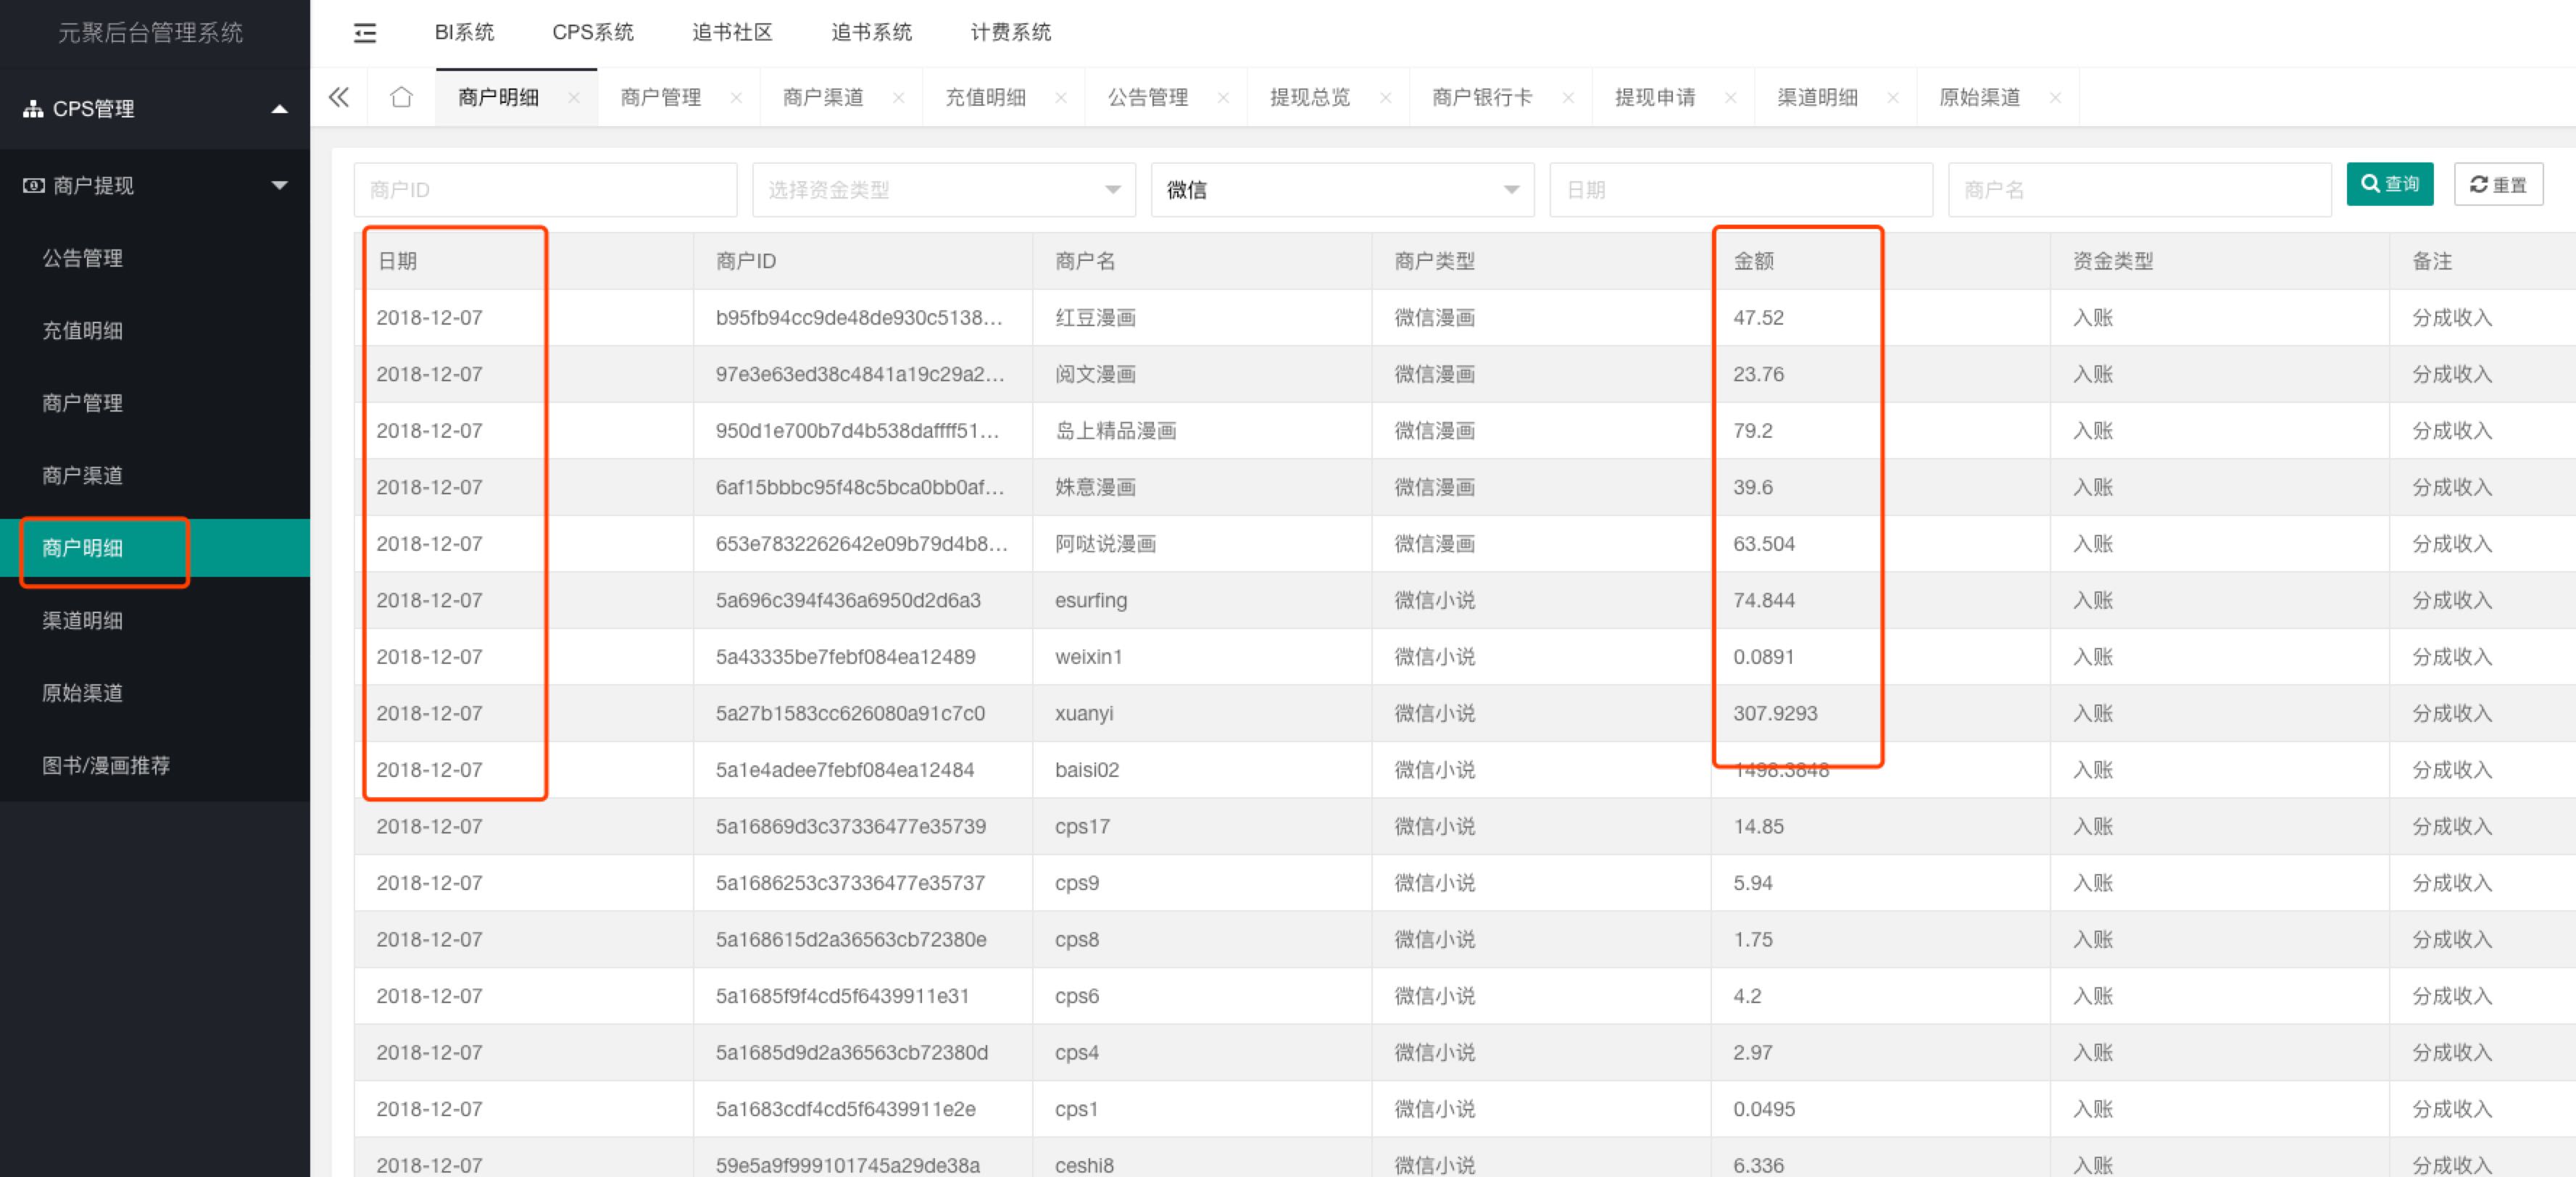 元聚后台管理系统
BI系统 CPS系统 追书社区 追书系统 计费系统
CPS管理
商户提现
公告管理
充值明细
商户管理
商户渠道
商户明细
渠道明细
原始渠道
图书/漫画推荐
商户明细 商户管理 商户渠道 充值明细 公告管理 提现总览 商户银行卡 提现申请 渠道明细 原始渠道
商户ID 选择资金类型 微信 日期 商户名 查询 重置
日期 商户ID 商户名 商户类型 金额 资金类型 备注
2018-12-07 b95fb94cc9de48de930c5138... 红豆漫画 微信漫画 47.52 入账 分成收入
2018-12-07 97e3e63ed38c4841a19c29a2... 阅文漫画 微信漫画 23.76 入账 分成收入
2018-12-07 950d1e700b7d4b538daffff51... 岛上精品漫画 微信漫画 79.2 入账 分成收入
2018-12-07 6af15bbbc95f48c5bca0bb0af... 姝意漫画 微信漫画 39.6 入账 分成收入
2018-12-07 653e7832262642e09b79d4b8... 阿哒说漫画 微信漫画 63.504 入账 分成收入
2018-12-07 5a696c394f436a6950d2d6a3 esurfing 微信小说 74.844 入账 分成收入
2018-12-07 5a43335be7febf084ea12489 weixin1 微信小说 0.0891 入账 分成收入
2018-12-07 5a27b1583cc626080a91c7c0 xuanyi 微信小说 307.9293 入账 分成收入
2018-12-07 5a1e4adee7febf084ea12484 baisi02 微信小说 1498.3848 入账 分成收入
2018-12-07 5a16869d3c37336477e35739 cps17 微信小说 14.85 入账 分成收入
2018-12-07 5a1686253c37336477e35737 cps9 微信小说 5.94 入账 分成收入
2018-12-07 5a168615d2a36563cb72380e cps8 微信小说 1.75 入账 分成收入
2018-12-07 5a1685f9f4cd5f6439911e31 cps6 微信小说 4.2 入账 分成收入
2018-12-07 5a1685d9d2a36563cb72380d cps4 微信小说 2.97 入账 分成收入
2018-12-07 5a1683cdf4cd5f6439911e2e cps1 微信小说 0.0495 入账 分成收入
2018-12-07 59e5a9f999101745a29de38a ceshi8 微信小说 6.336 入账 分成收入